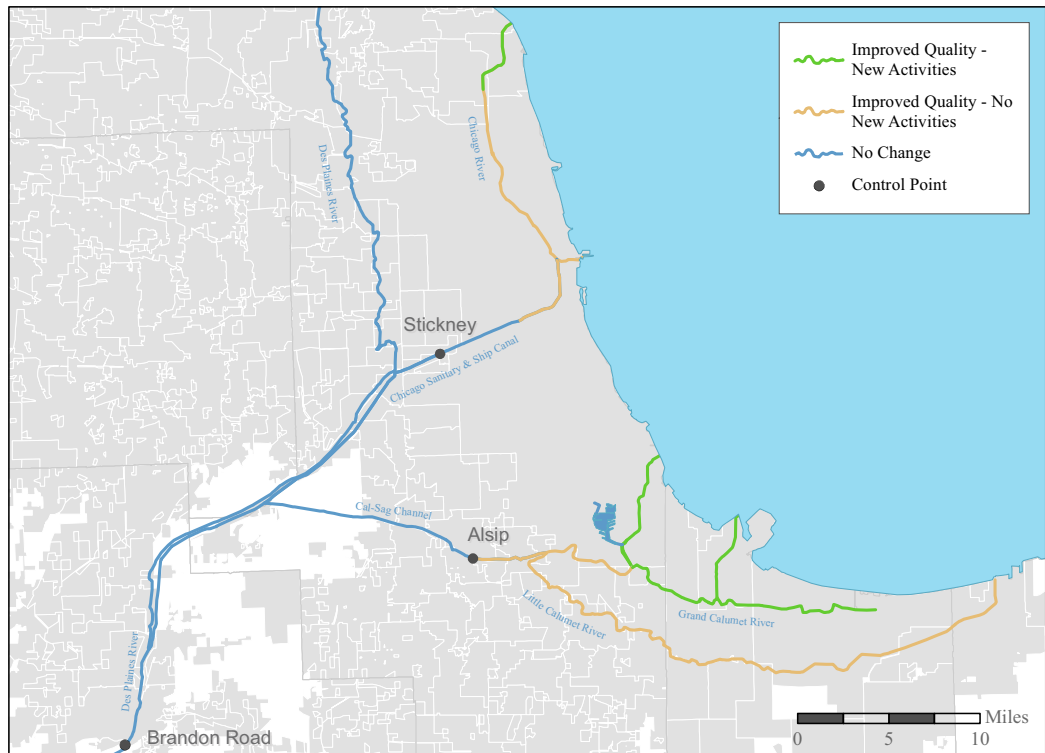 Improved Quality -
New Activities
Improved Quality - No
New Activities
No Change
Control Point
Chicago River
Des Plaines River
Stickney
Chicago Sanitary & Ship Canal
Cal-Sag Channel
Alsip
Little Calumet River
Grand Calumet River
Des Plaines River
Brandon Road
Miles
0 5 10